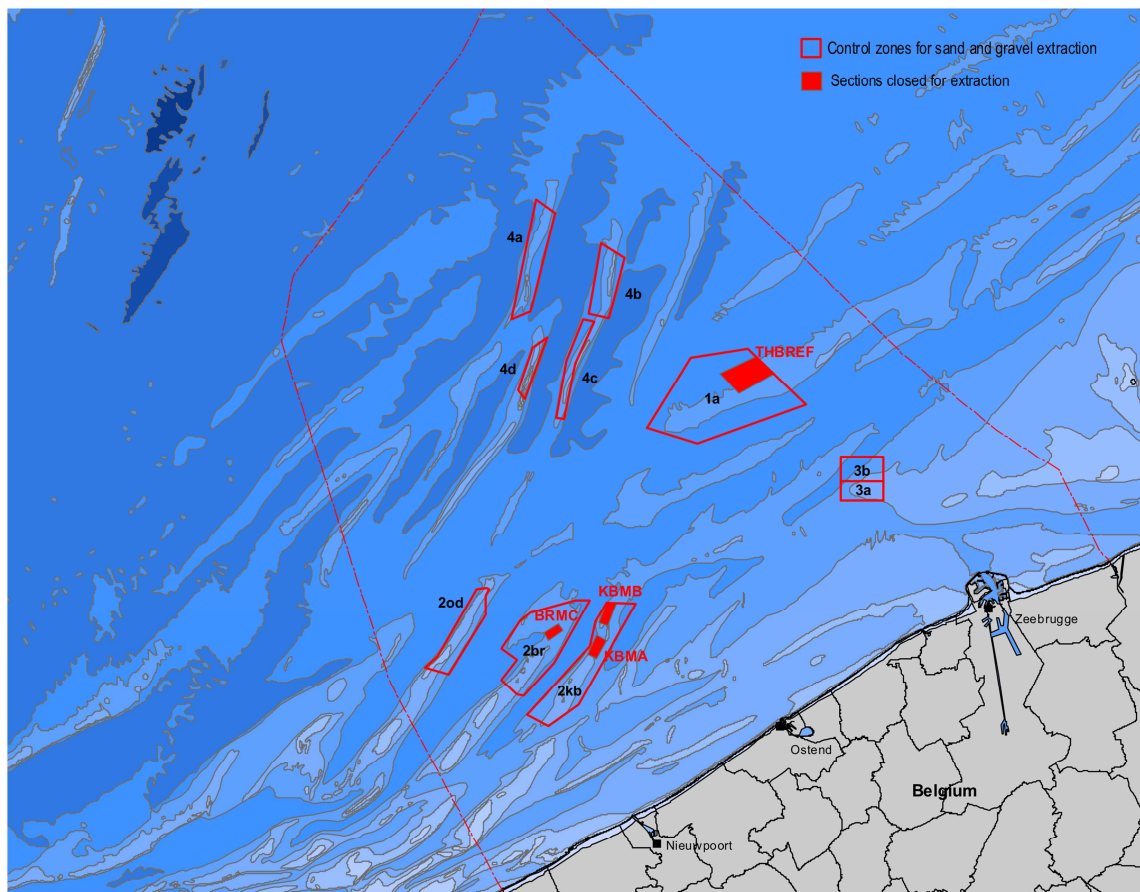 Control zones for sand and gravel extraction
Sections closed for extraction
4a
4b
THBREF
4d
4c
1a
3b
3a
2od
KBMB
BRMC
2br
KBMA
2kb
Zeebrugge
Ostend
Belgium
Nieuwpoort